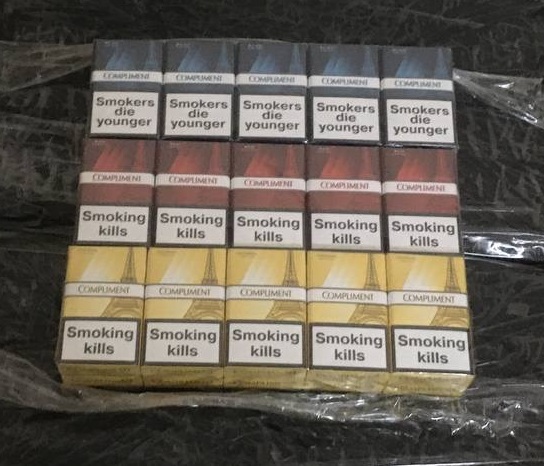 COMPLIMENT COMPLIMENT COMPLIMENT COMPLIMENT COMPLIMENT
Smokers Smokers Smokers Smokers Smokers
die die die die die
younger younger younger younger younger
COMPLIMENT COMPLIMENT COMPLIMENT COMPLIMENT COMPLIMENT
Smoking Smoking Smoking Smoking Smoking
kills kills kills kills kills
COMPLIMENT COMPLIMENT COMPLIMENT COMPLIMENT COMPLIMENT
Smoking Smoking Smoking Smoking Smoking
kills kills kills kills kills